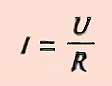 I = U/R